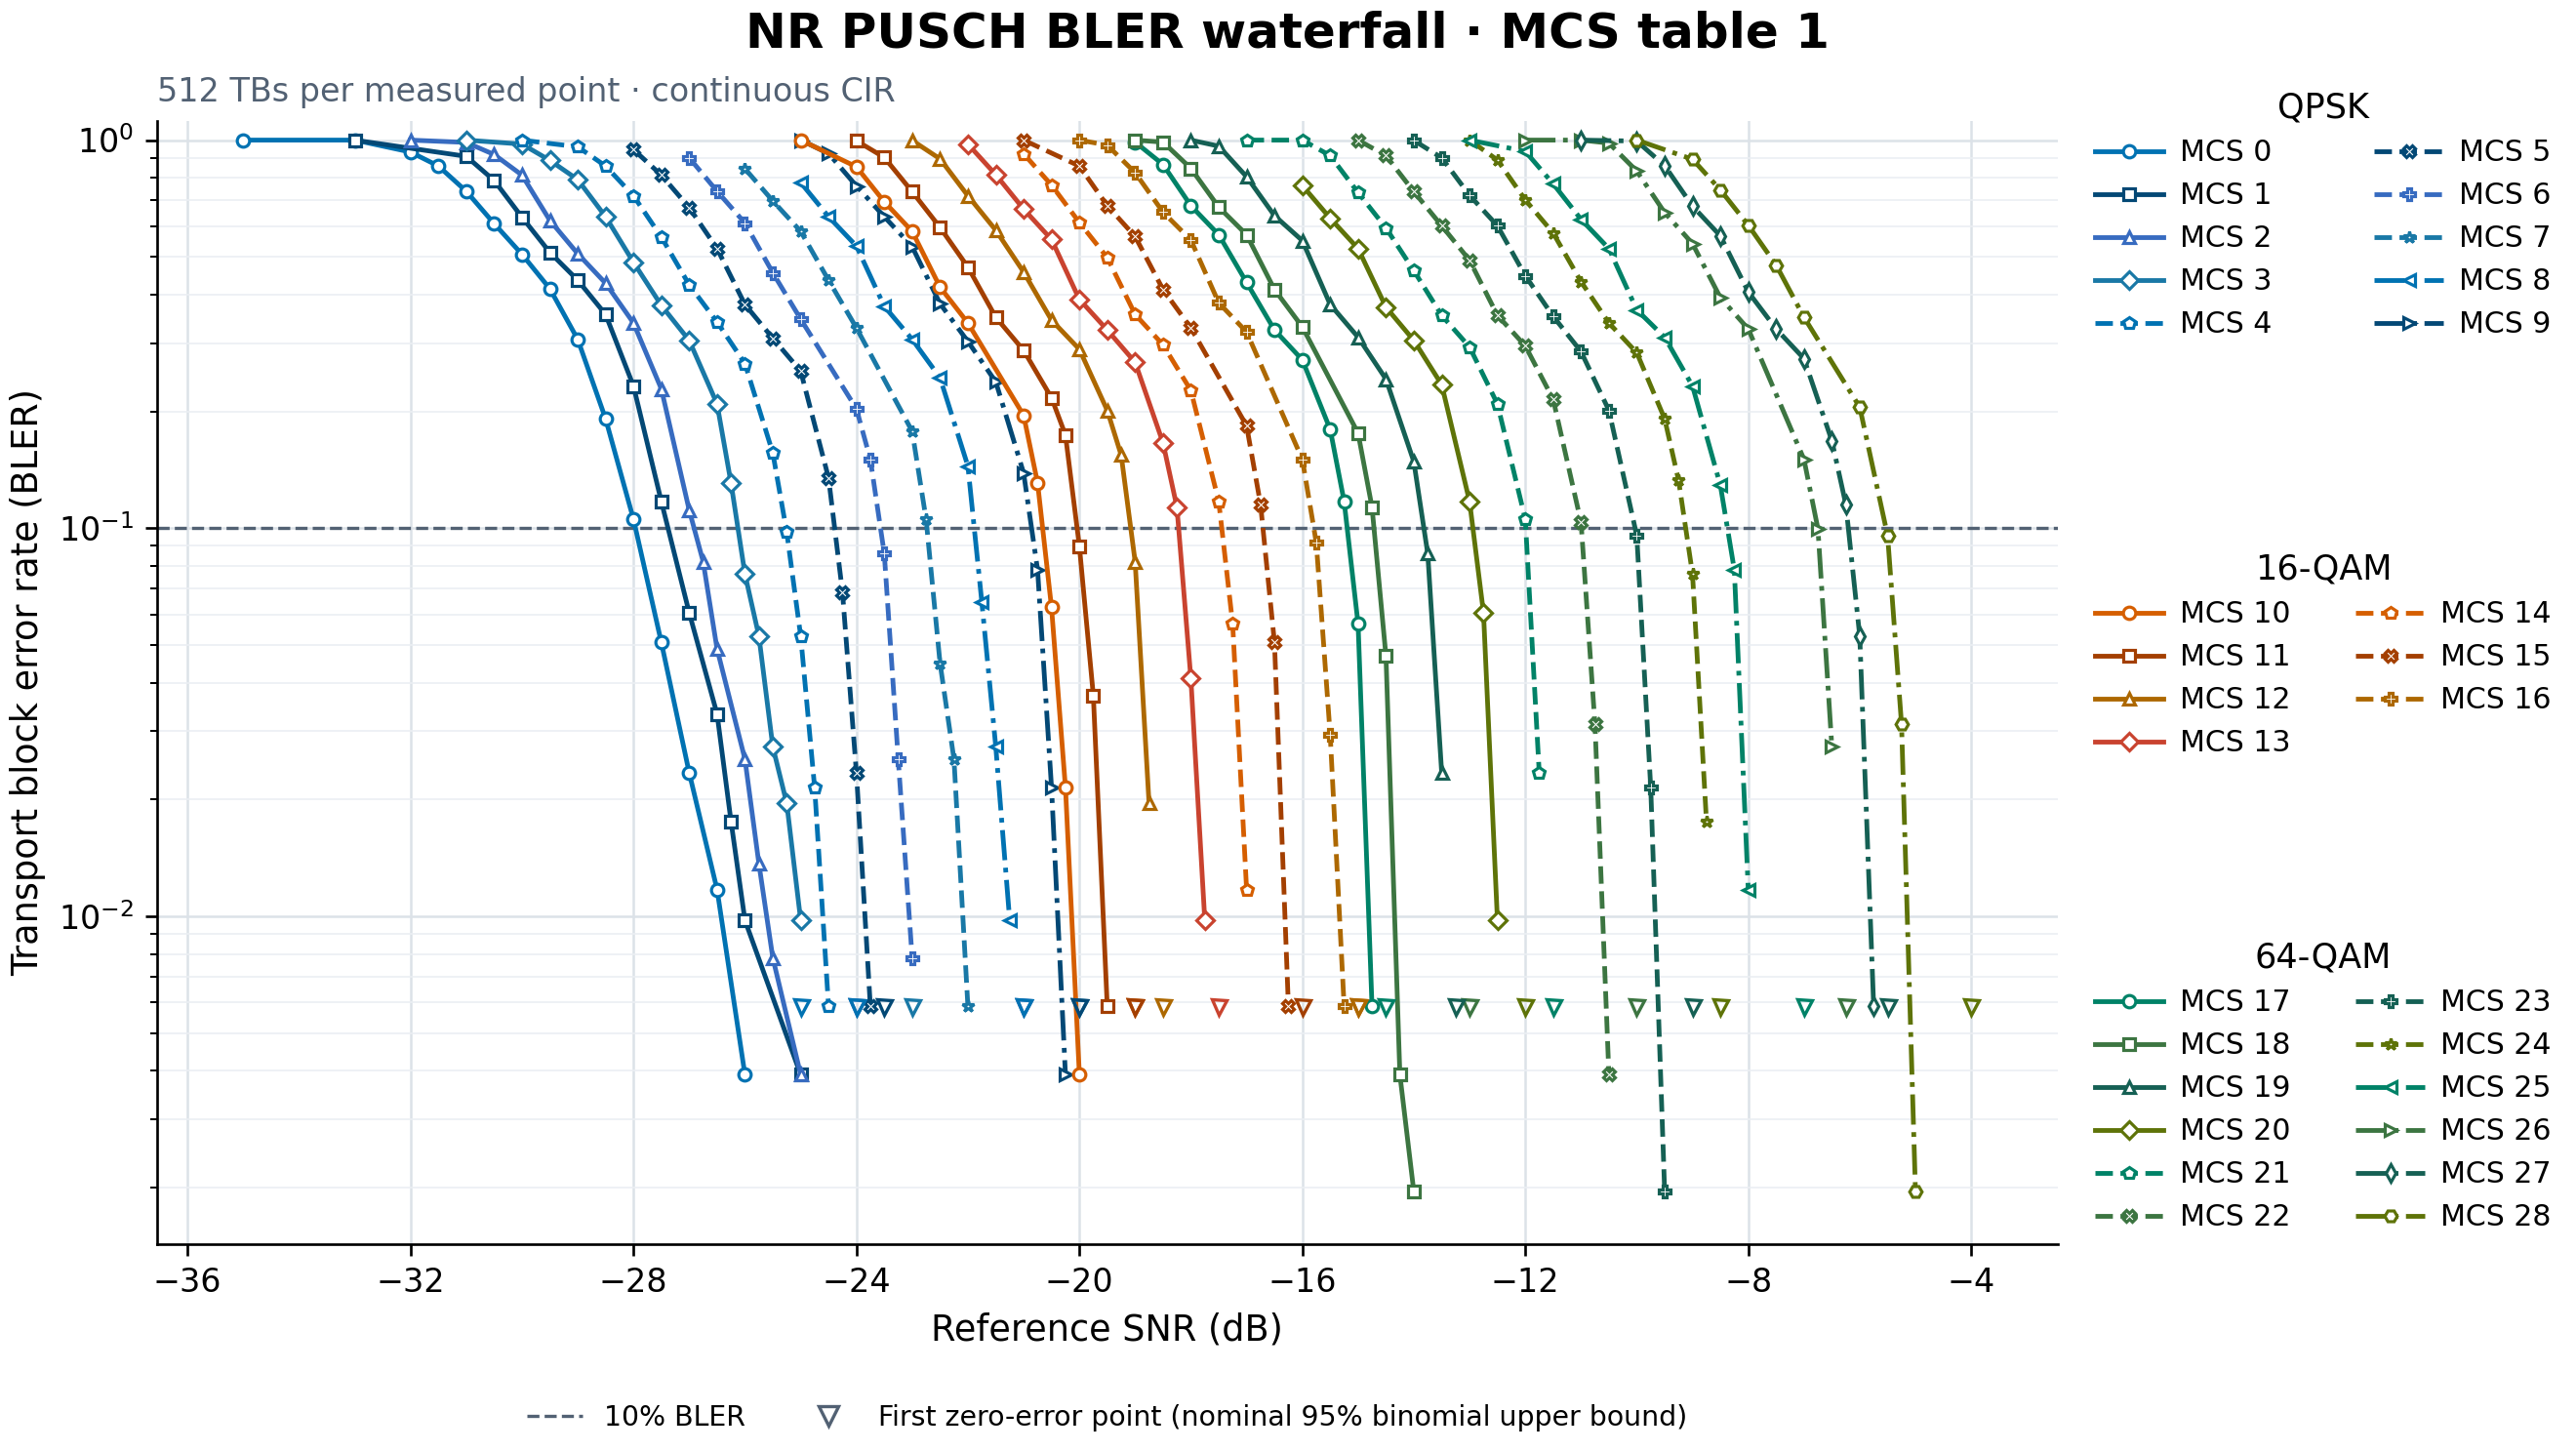 NR PUSCH BLER waterfall · MCS table 1
512 TBs per measured point · continuous CIR
Transport block error rate (BLER)
10⁰
10⁻¹
10⁻²
−36 −32 −28 −24 −20 −16 −12 −8 −4
Reference SNR (dB)
QPSK
MCS 0 MCS 5
MCS 1 MCS 6
MCS 2 MCS 7
MCS 3 MCS 8
MCS 4 MCS 9
16-QAM
MCS 10 MCS 14
MCS 11 MCS 15
MCS 12 MCS 16
MCS 13
64-QAM
MCS 17 MCS 23
MCS 18 MCS 24
MCS 19 MCS 25
MCS 20 MCS 26
MCS 21 MCS 27
MCS 22 MCS 28
10% BLER First zero-error point (nominal 95% binomial upper bound)